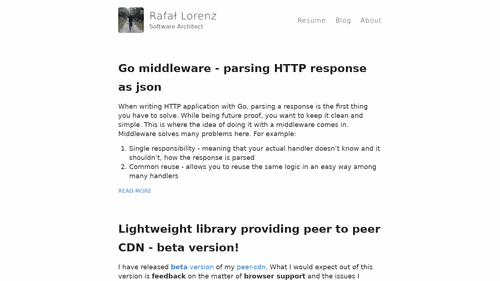 Rafał Lorenz
Software Architect
Resume Blog About
Go middleware - parsing HTTP response
as json
When writing HTTP application with Go, parsing a response is the first thing
you have to solve. While being future proof, you want to keep it clean and
simple. This is where the idea of doing it with a middleware comes in.
Middleware solves many problems here. For example:
1. Single responsibility - meaning that your actual handler doesn’t know and it
shouldn’t, how the response is parsed
2. Common reuse - allows you to reuse the same logic in an easy way among
many handlers
READ MORE
Lightweight library providing peer to peer
CDN - beta version!
I have released beta version of my peer-cdn. What I would expect out of this
version is feedback on the matter of browser support and the issues I